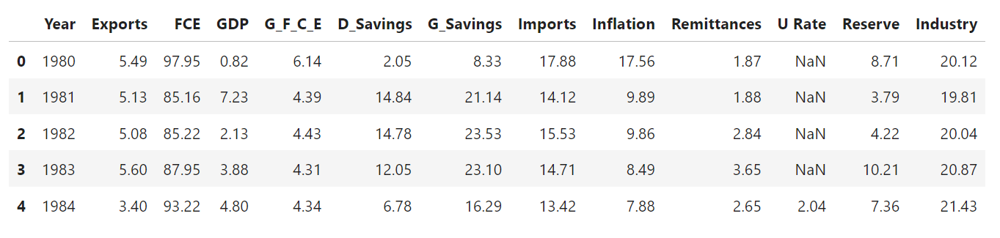 Year Exports FCE GDP G_F_C_E D_Savings G_Savings Imports Inflation Remittances U Rate Reserve Industry
0 1980 5.49 97.95 0.82 6.14 2.05 8.33 17.88 17.56 1.87 NaN 8.71 20.12
1 1981 5.13 85.16 7.23 4.39 14.84 21.14 14.12 9.89 1.88 NaN 3.79 19.81
2 1982 5.08 85.22 2.13 4.43 14.78 23.53 15.53 9.86 2.84 NaN 4.22 20.04
3 1983 5.60 87.95 3.88 4.31 12.05 23.10 14.71 8.49 3.65 NaN 10.21 20.87
4 1984 3.40 93.22 4.80 4.34 6.78 16.29 13.42 7.88 2.65 2.04 7.36 21.43